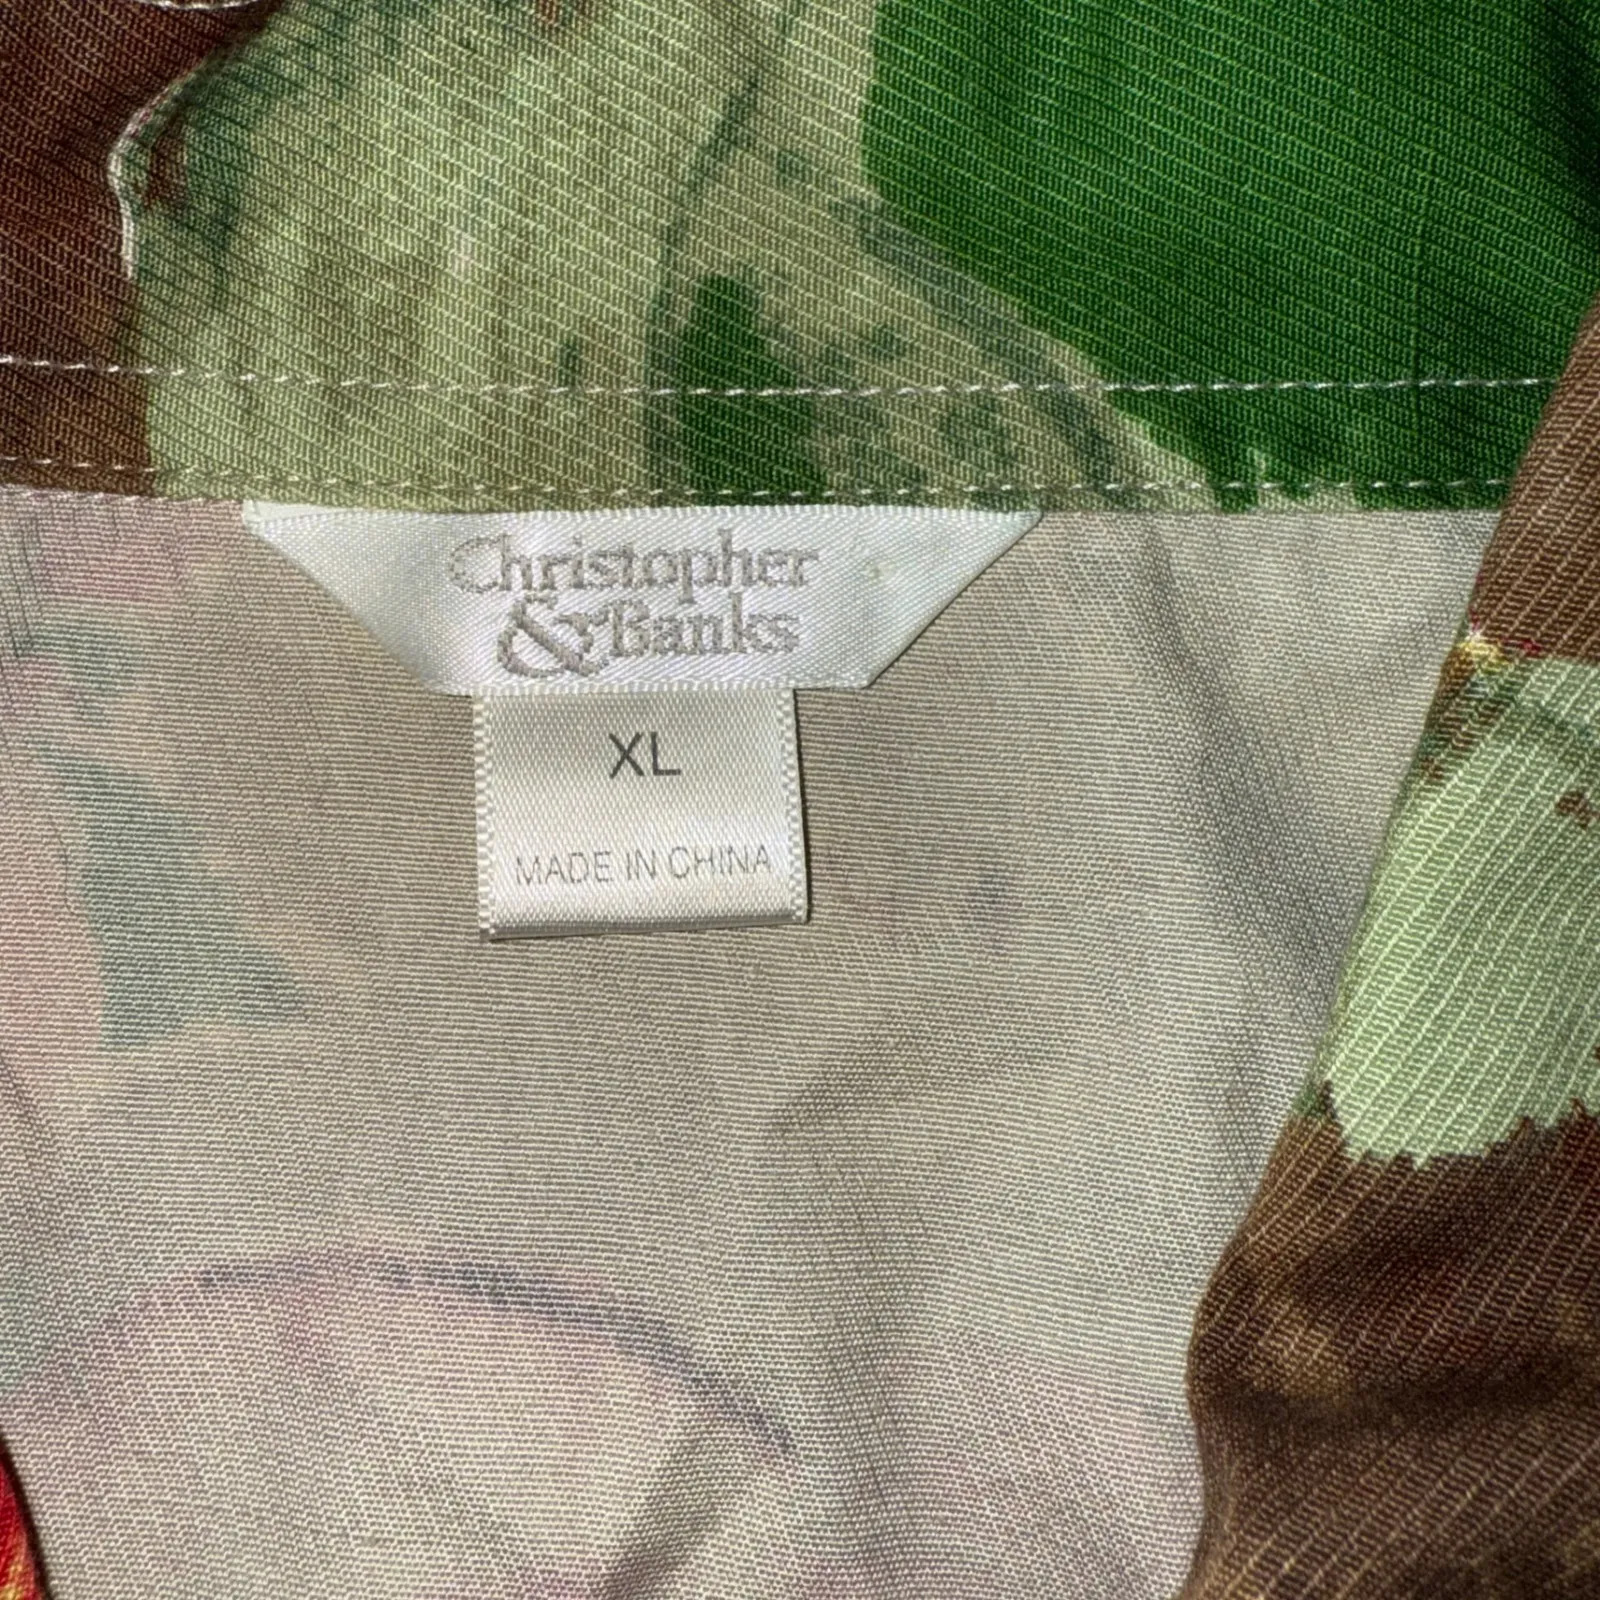 Christopher
& Banks
XL
MADE IN CHINA